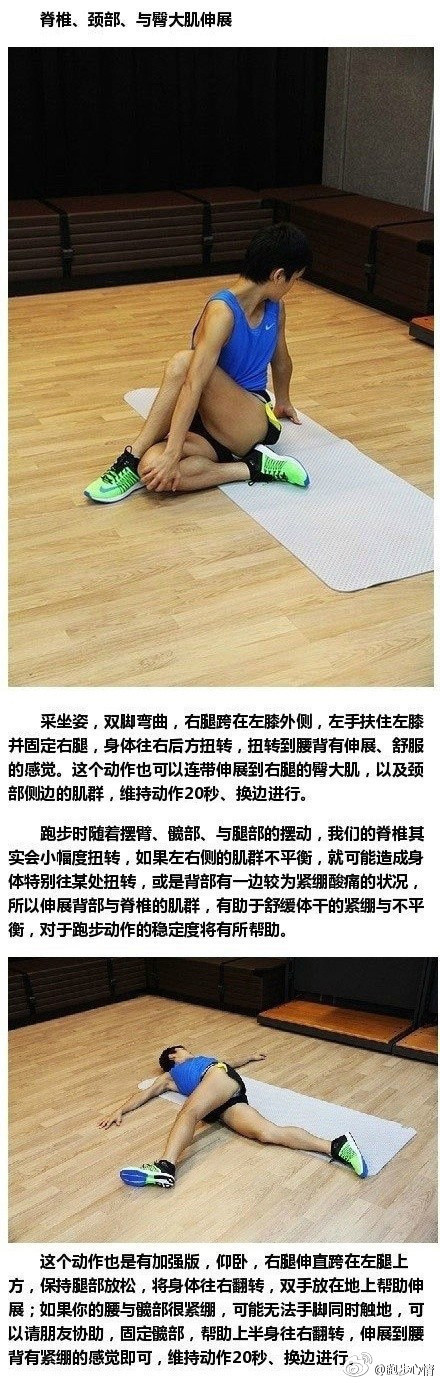 脊椎、颈部、与臀大肌伸展
采坐姿，双脚弯曲，右腿跨在左膝外侧，左手扶住左膝
并固定右腿，身体往右后方扭转，扭转到腰背有伸展、舒服
的感觉。这个动作也可以连带伸展到右腿的臀大肌，以及颈
部侧边的肌群，维持动作20秒、换边进行。
跑步时随着摆臂、髋部、与腿部的摆动，我们的脊椎其
实会小幅度扭转，如果左右侧的肌群不平衡，就可能造成身
体特别往某处扭转，或是背部有一边较为紧绷酸痛的状况，
所以伸展背部与脊椎的肌群，有助于舒缓体干的紧绷与不平
衡，对于跑步动作的稳定度将有所帮助。
这个动作也是有加强版，仰卧，右腿伸直跨在左腿上
方，保持腿部放松，将身体往右翻转，双手放在地上帮助伸
展；如果你的腰与髋部很紧绷，可能无法手脚同时触地，可
以请朋友协助，固定髋部，帮助上半身往右翻转，伸展到腰
背有紧绷的感觉即可，维持动作20秒、换边进行。